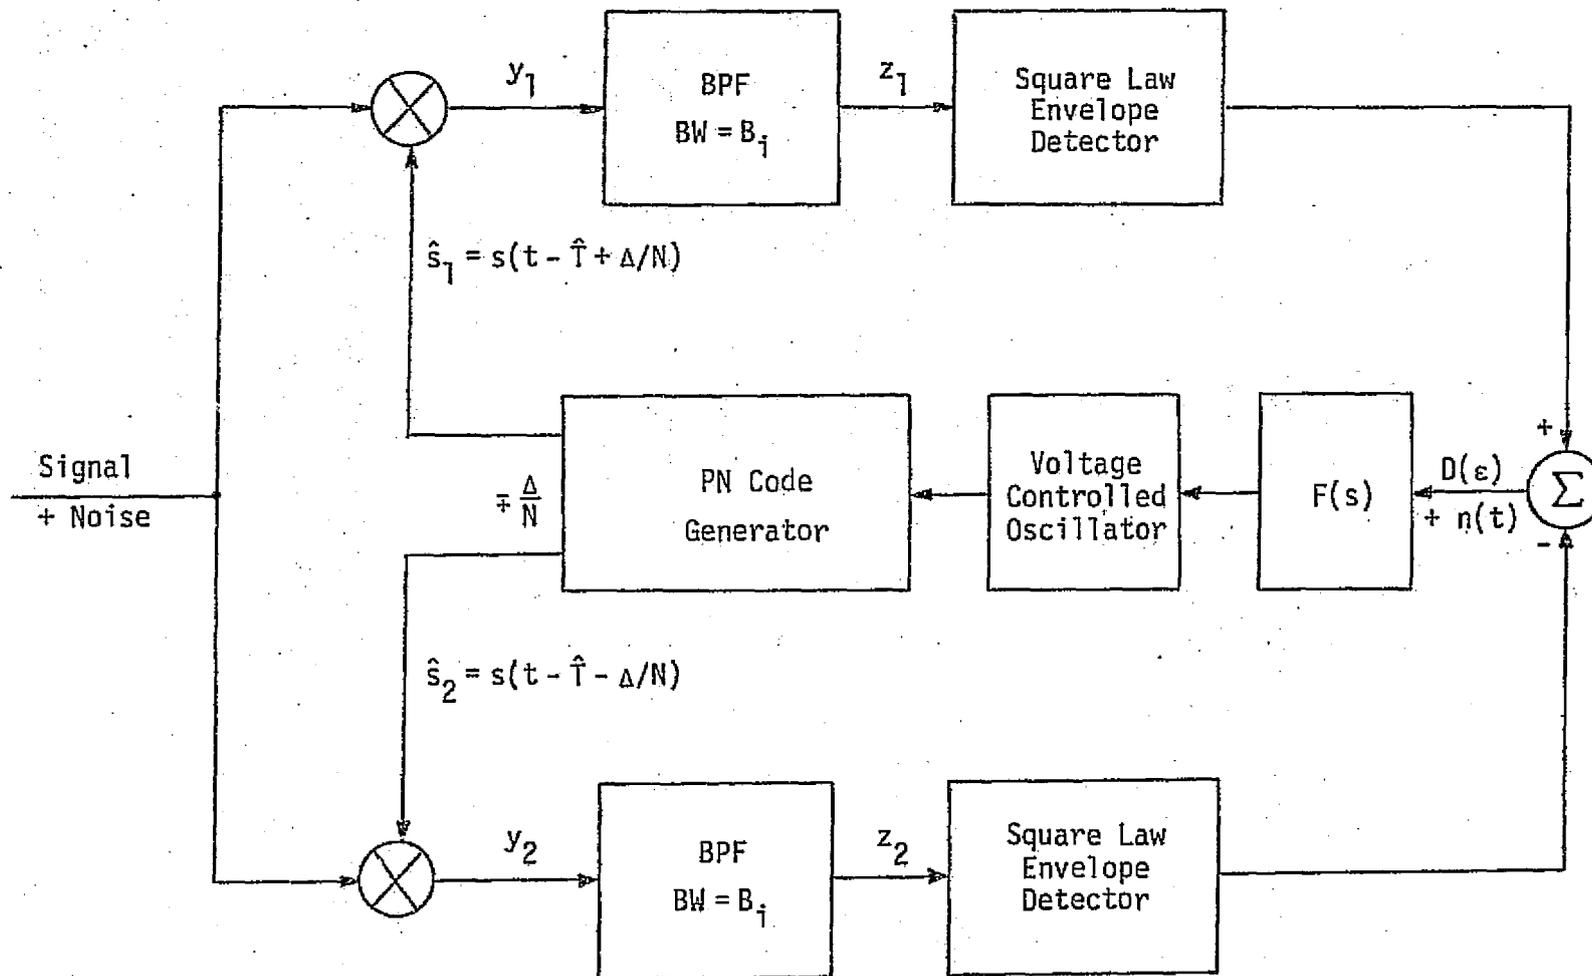 y₁
BPF
BW = Bᵢ
z₁
Square Law
Envelope
Detector
ŝ₁ = s(t - T̂ + Δ/N)
Signal
+ Noise
∓ Δ/N
PN Code
Generator
Voltage
Controlled
Oscillator
F(s)
D(ε)
+ n(t)
+
Σ
-
ŝ₂ = s(t - T̂ - Δ/N)
y₂
BPF
BW = Bᵢ
z₂
Square Law
Envelope
Detector